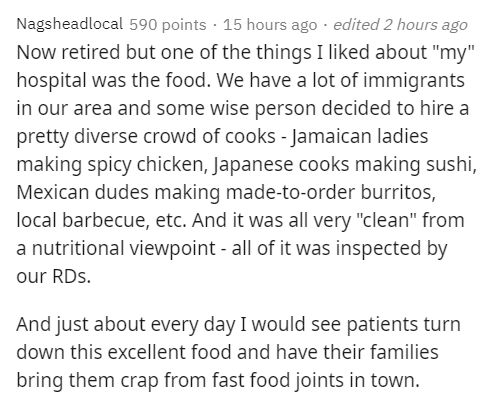 Nagsheadlocal 590 points · 15 hours ago · edited 2 hours ago
Now retired but one of the things I liked about "my"
hospital was the food. We have a lot of immigrants
in our area and some wise person decided to hire a
pretty diverse crowd of cooks - Jamaican ladies
making spicy chicken, Japanese cooks making sushi,
Mexican dudes making made-to-order burritos,
local barbecue, etc. And it was all very "clean" from
a nutritional viewpoint - all of it was inspected by
our RDs.
And just about every day I would see patients turn
down this excellent food and have their families
bring them crap from fast food joints in town.